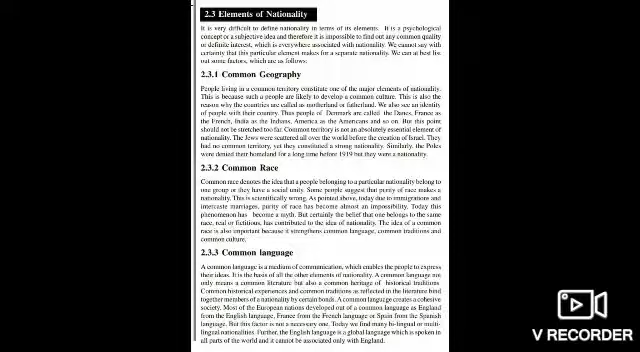 2.3 Elements of Nationality
It is very difficult to define nationality in terms of its elements. It is a psychological
concept or a subjective idea and therefore it is impossible to find out any common quality
or definite interest, which is everywhere associated with nationality. We cannot say with
certainty that this particular element makes for a separate nationality. We can at best list
out some factors, which are as follows:
2.3.1 Common Geography
People living in a common territory constitute one of the major elements of nationality.
This is because such a people are likely to develop a common culture. This is also the
reason why the countries are called as motherland or fatherland. We also see an identity
of people with their country. Thus people of Denmark are called the Danes, France as
the French, India as the Indians, America as the Americans and so on. But this point
should not be stretched too far. Common territory is not an absolutely essential element of
nationality. The Jews were scattered all over the world before the creation of Israel. They
had no common territory, yet they constituted a strong nationality. Similarly, the Poles
were denied their homeland for a long time before 1919 but they were a nationality.
2.3.2 Common Race
Common race denotes the idea that a people belonging to a particular nationality belong to
one group or they have a social unity. Some people suggest that purity of race makes a
nationality. This is scientifically wrong. As pointed above, today due to immigrations and
intercaste marriages, purity of race has become almost an impossibility. Today this
phenomenon has become a myth. But certainly the belief that one belongs to the same
race, real or fictitious, has contributed to the idea of nationality. The idea of a common
race is also important because it strengthens common language, common traditions and
common culture.
2.3.3 Common language
A common language is a medium of communication, which enables the people to express
their ideas. It is the basis of all the other elements of nationality. A common language not
only means a common literature but also a common heritage of historical traditions
Common historical experiences and common traditions as reflected in the literature bind
together members of a nationality by certain bonds. A common language creates a cohesive
society. Most of the European nations developed out of a common language as England
from the English language, France from the French language or Spain from the Spanish
language. But this factor is not a necessary one. Today we find many bi-lingual or multi-
lingual nationalities. Further, the English language is a global language which is spoken in
all parts of the world and it cannot be associated only with England.
V RECORDER